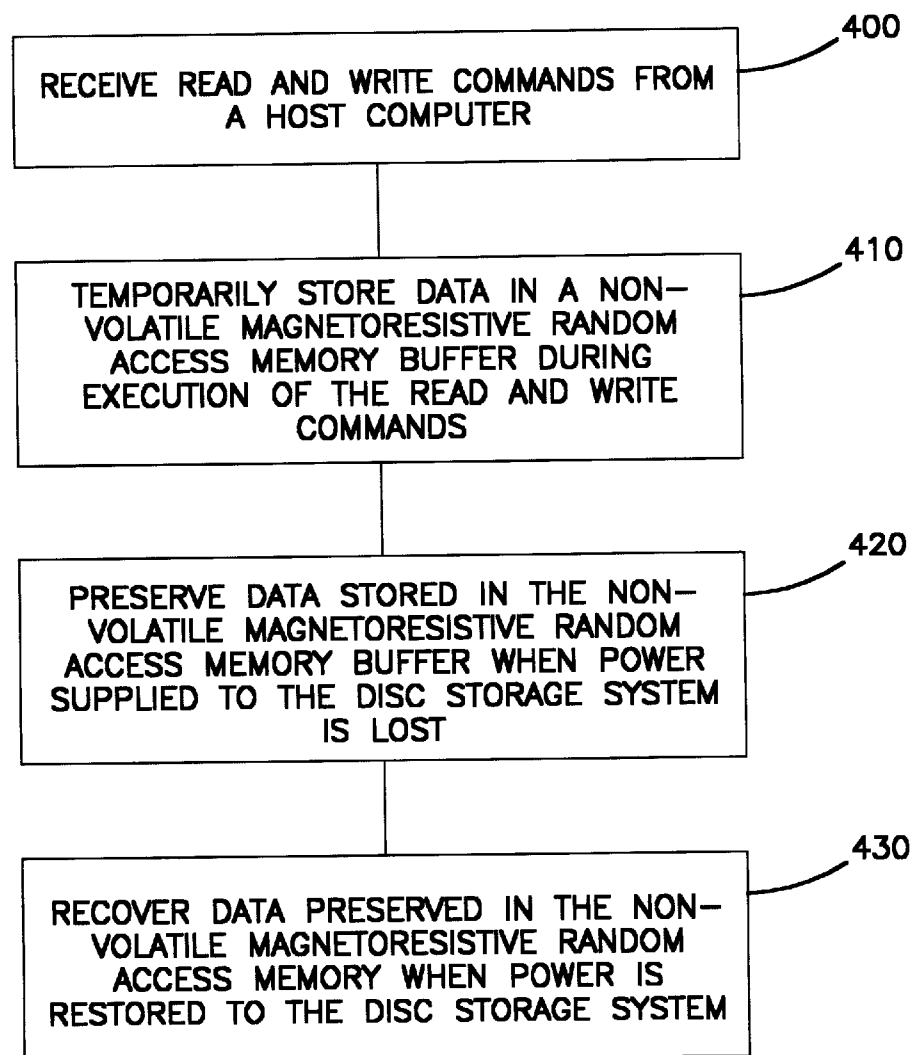 400
RECEIVE READ AND WRITE COMMANDS FROM
A HOST COMPUTER
410
TEMPORARILY STORE DATA IN A NON-
VOLATILE MAGNETORESISTIVE RANDOM
ACCESS MEMORY BUFFER DURING
EXECUTION OF THE READ AND WRITE
COMMANDS
420
PRESERVE DATA STORED IN THE NON-
VOLATILE MAGNETORESISTIVE RANDOM
ACCESS MEMORY BUFFER WHEN POWER
SUPPLIED TO THE DISC STORAGE SYSTEM
IS LOST
430
RECOVER DATA PRESERVED IN THE NON-
VOLATILE MAGNETORESISTIVE RANDOM
ACCESS MEMORY WHEN POWER IS
RESTORED TO THE DISC STORAGE SYSTEM